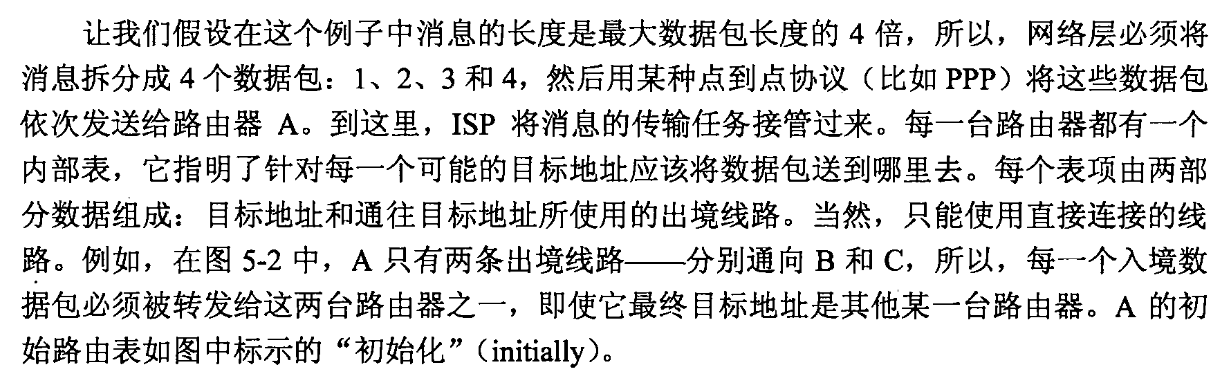 让我们假设在这个例子中消息的长度是最大数据包长度的 4 倍，所以，网络层必须将
消息拆分成 4 个数据包：1、2、3 和 4，然后用某种点到点协议（比如 PPP）将这些数据包
依次发送给路由器 A。到这里，ISP 将消息的传输任务接管过来。每一台路由器都有一个
内部表，它指明了针对每一个可能的目标地址应该将数据包送到哪里去。每个表项由两部
分数据组成：目标地址和通往目标地址所使用的出境线路。当然，只能使用直接连接的线
路。例如，在图 5-2 中，A 只有两条出境线路——分别通向 B 和 C，所以，每一个入境数
据包必须被转发给这两台路由器之一，即使它最终目标地址是其他某一台路由器。A 的初
始路由表如图中标示的“初始化”（initially）。